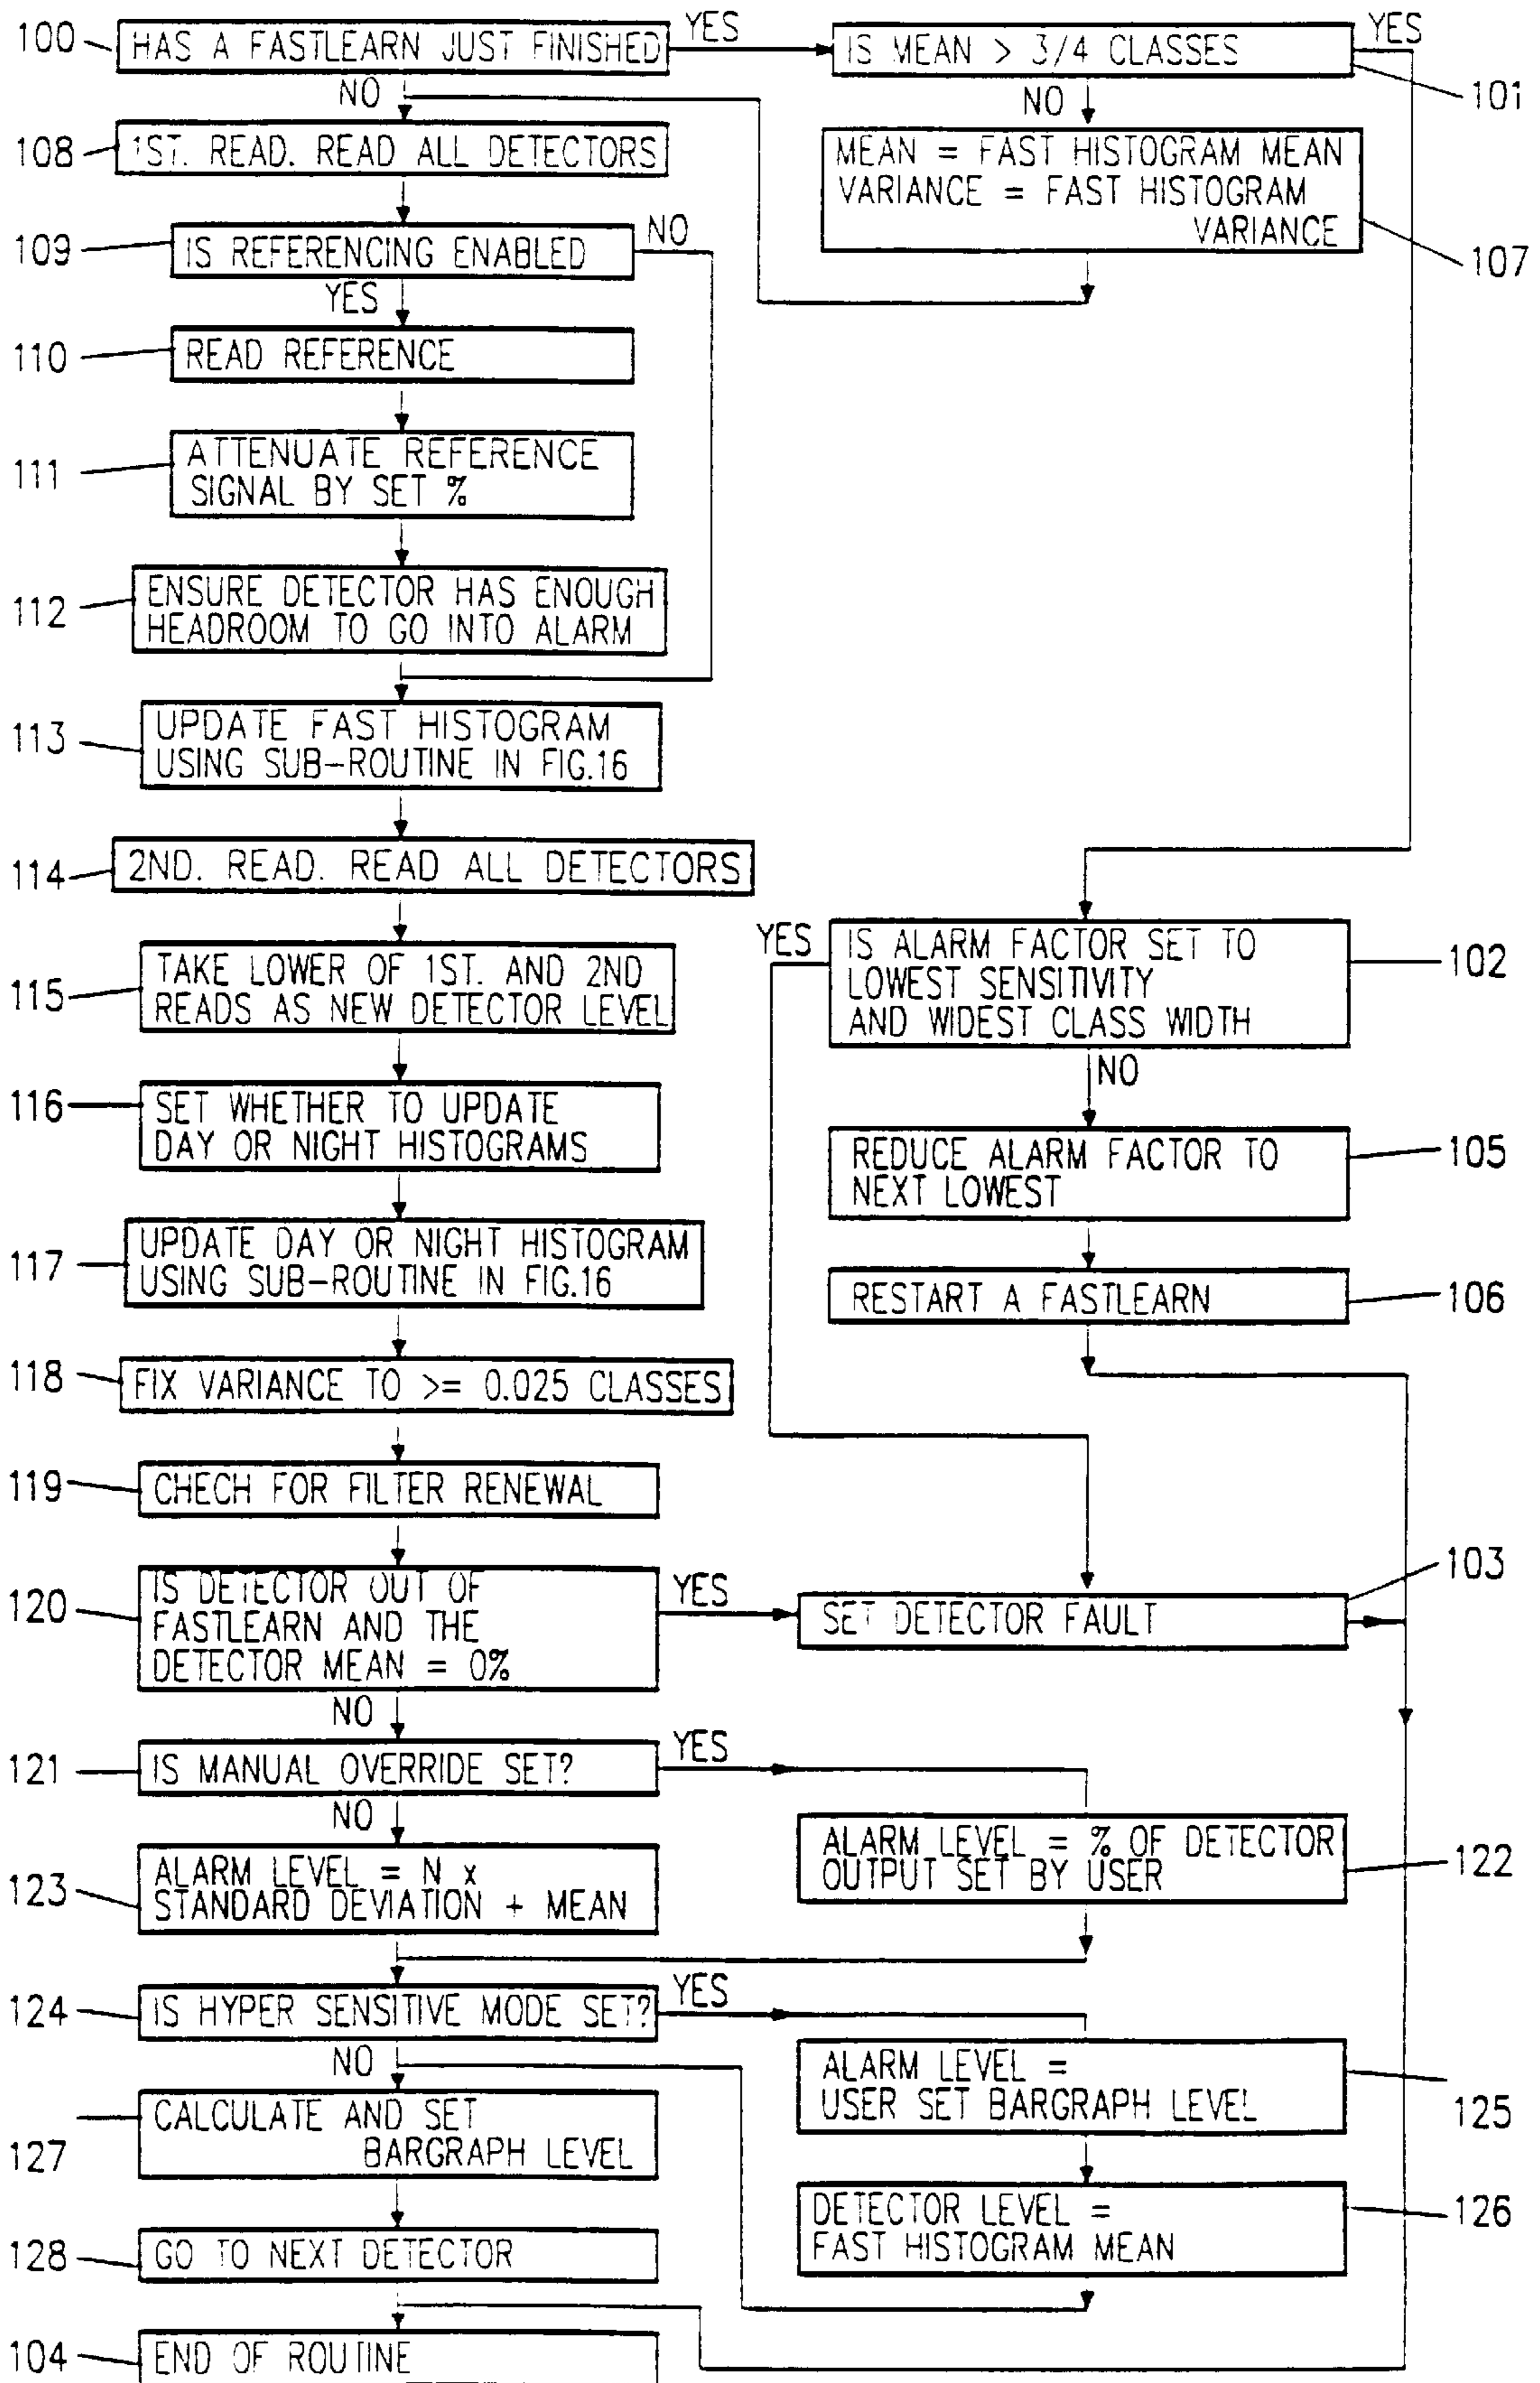 100
HAS A FASTLEARN JUST FINISHED
YES
IS MEAN > 3/4 CLASSES
YES
101
NO
NO
108
1ST. READ. READ ALL DETECTORS
MEAN = FAST HISTOGRAM MEAN
VARIANCE = FAST HISTOGRAM
VARIANCE
107
109
IS REFERENCING ENABLED
NO
YES
110
READ REFERENCE
111
ATTENUATE REFERENCE
SIGNAL BY SET %
112
ENSURE DETECTOR HAS ENOUGH
HEADROOM TO GO INTO ALARM
113
UPDATE FAST HISTOGRAM
USING SUB-ROUTINE IN FIG.16
114
2ND. READ. READ ALL DETECTORS
YES
IS ALARM FACTOR SET TO
LOWEST SENSITIVITY
AND WIDEST CLASS WIDTH
102
115
TAKE LOWER OF 1ST. AND 2ND
READS AS NEW DETECTOR LEVEL
NO
116
SET WHETHER TO UPDATE
DAY OR NIGHT HISTOGRAMS
REDUCE ALARM FACTOR TO
NEXT LOWEST
105
117
UPDATE DAY OR NIGHT HISTOGRAM
USING SUB-ROUTINE IN FIG.16
RESTART A FASTLEARN
106
118
FIX VARIANCE TO >= 0.025 CLASSES
119
CHECH FOR FILTER RENEWAL
120
IS DETECTOR OUT OF
FASTLEARN AND THE
DETECTOR MEAN = 0%
YES
SET DETECTOR FAULT
103
NO
121
IS MANUAL OVERRIDE SET?
YES
NO
ALARM LEVEL = % OF DETECTOR
OUTPUT SET BY USER
122
123
ALARM LEVEL = N x
STANDARD DEVIATION + MEAN
124
IS HYPER SENSITIVE MODE SET?
YES
NO
ALARM LEVEL =
USER SET BARGRAPH LEVEL
125
127
CALCULATE AND SET
BARGRAPH LEVEL
DETECTOR LEVEL =
FAST HISTOGRAM MEAN
126
128
GO TO NEXT DETECTOR
104
END OF ROUTINE